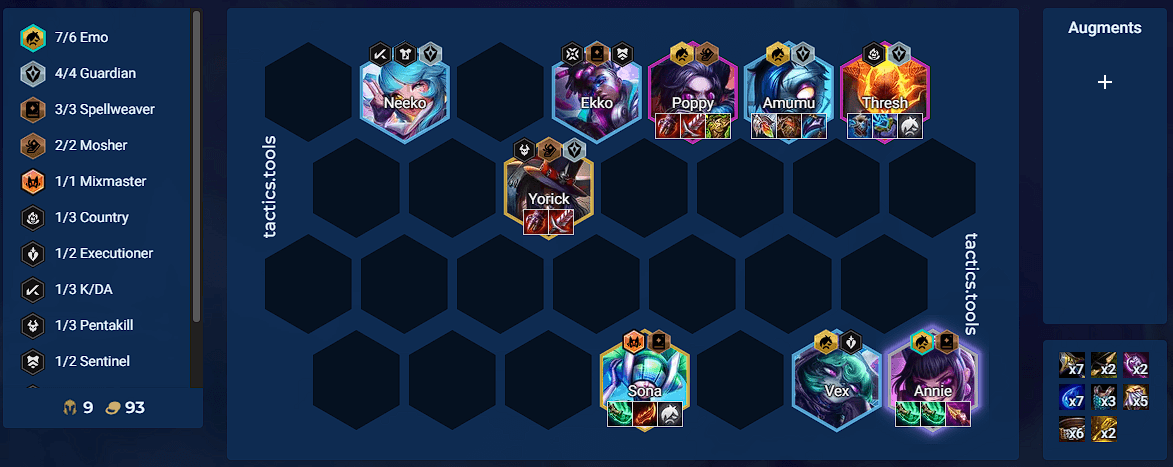 7/6 Emo
4/4 Guardian
3/3 Spellweaver
2/2 Mosher
1/1 Mixmaster
1/3 Country
1/2 Executioner
1/3 K/DA
1/3 Pentakill
1/2 Sentinel
9 93
tactics.tools
Neeko
Ekko
Poppy
Amumu
Thresh
Yorick
tactics.tools
Sona
Vex
Annie
Augments
+
x7 x2 x2
x7 x3 x5
x6 x2